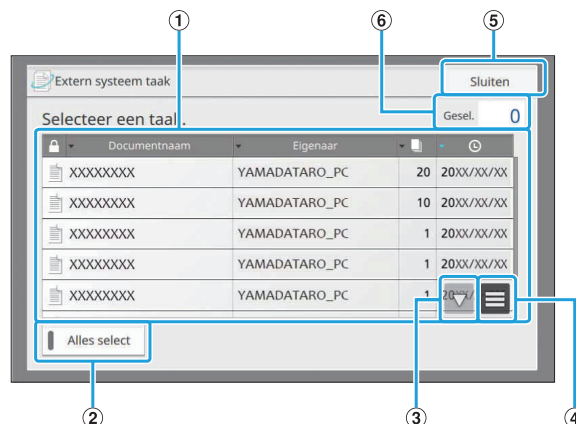 1
6
5
Extern systeem taak
Sluiten
Selecteer een taak.
Gesel. 0
Documentnaam Eigenaar
XXXXXXXX YAMADATARO_PC 20 20XX/XX/XX
XXXXXXXX YAMADATARO_PC 10 20XX/XX/XX
XXXXXXXX YAMADATARO_PC 1 20XX/XX/XX
XXXXXXXX YAMADATARO_PC 1 20XX/XX/XX
XXXXXXXX YAMADATARO_PC 1
Alles select
2
3
4